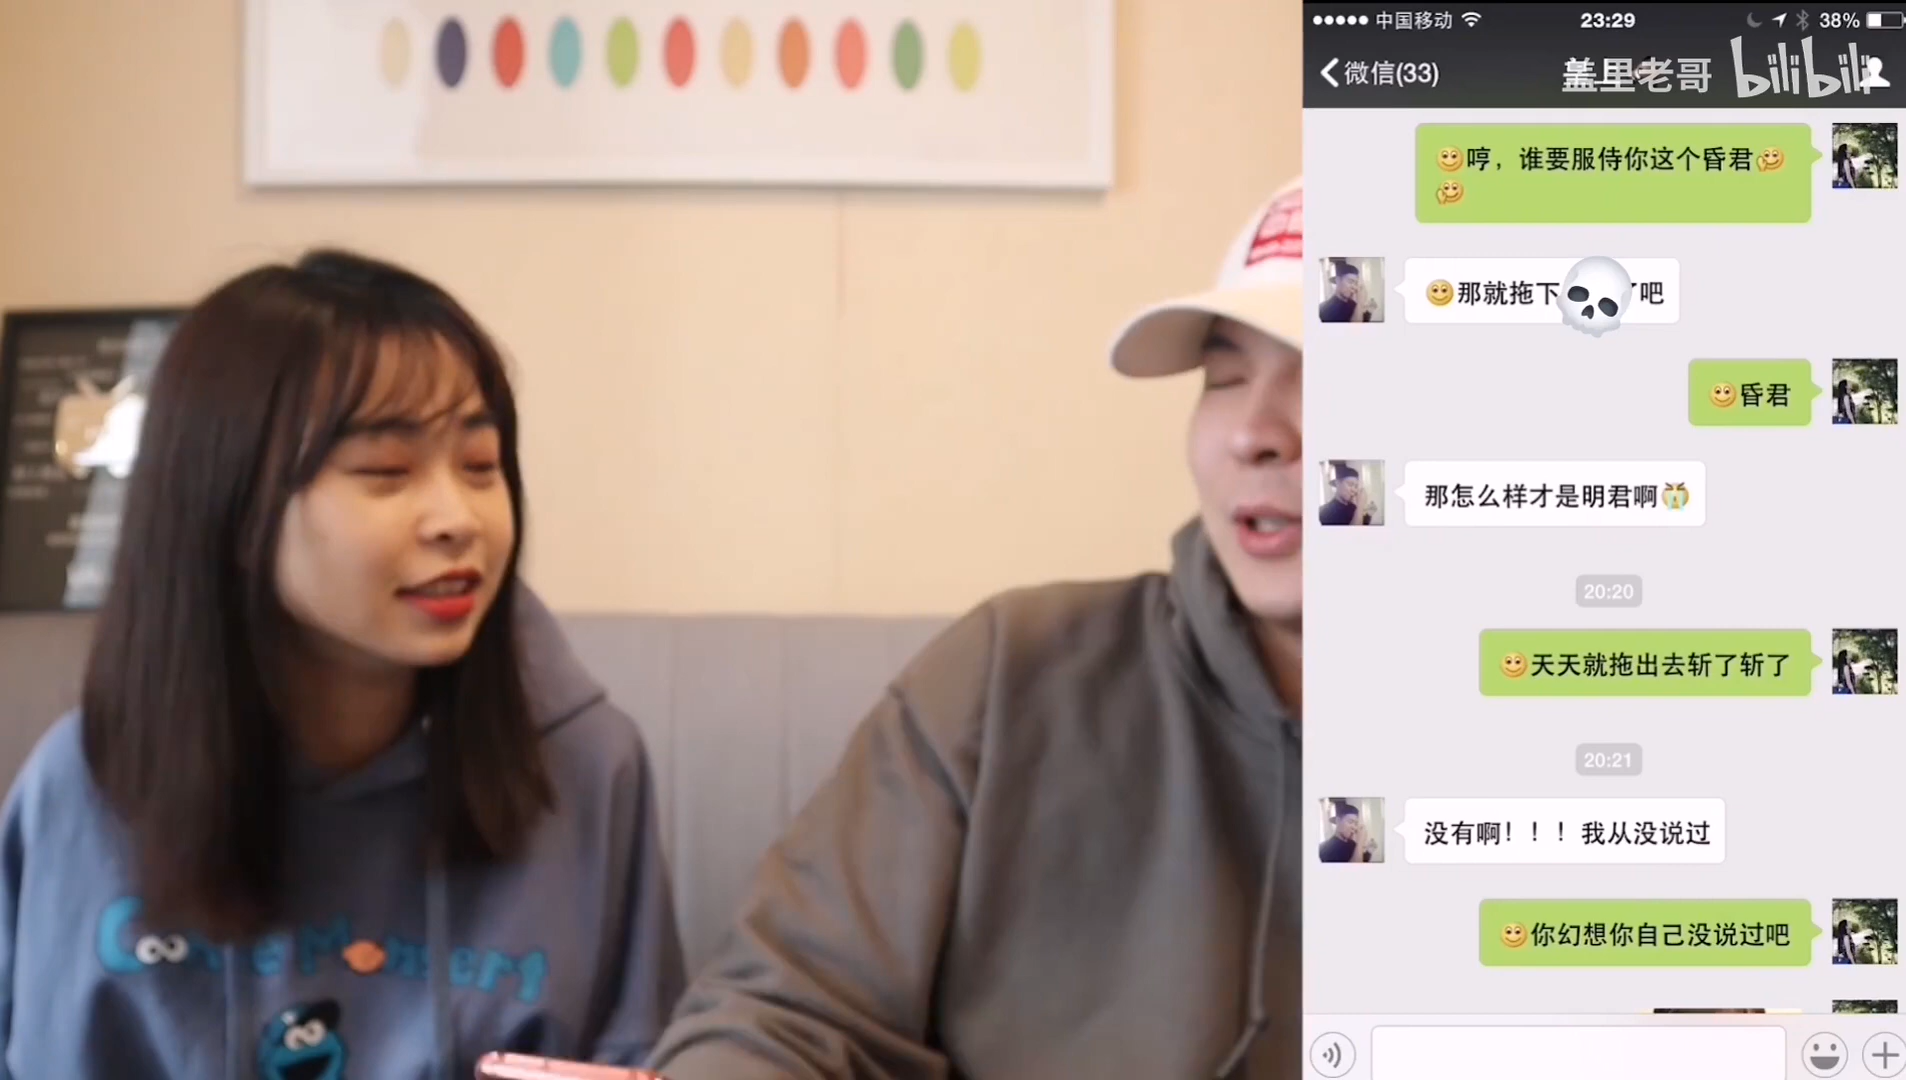 中国移动
23:29
38%
微信(33)
盖里老哥 bilibili
哼，谁要服侍你这个昏君
那就拖下 了吧
昏君
那怎么样才是明君啊
20:20
天天就拖出去斩了斩了
20:21
没有啊！！！我从没说过
你幻想你自己没说过吧